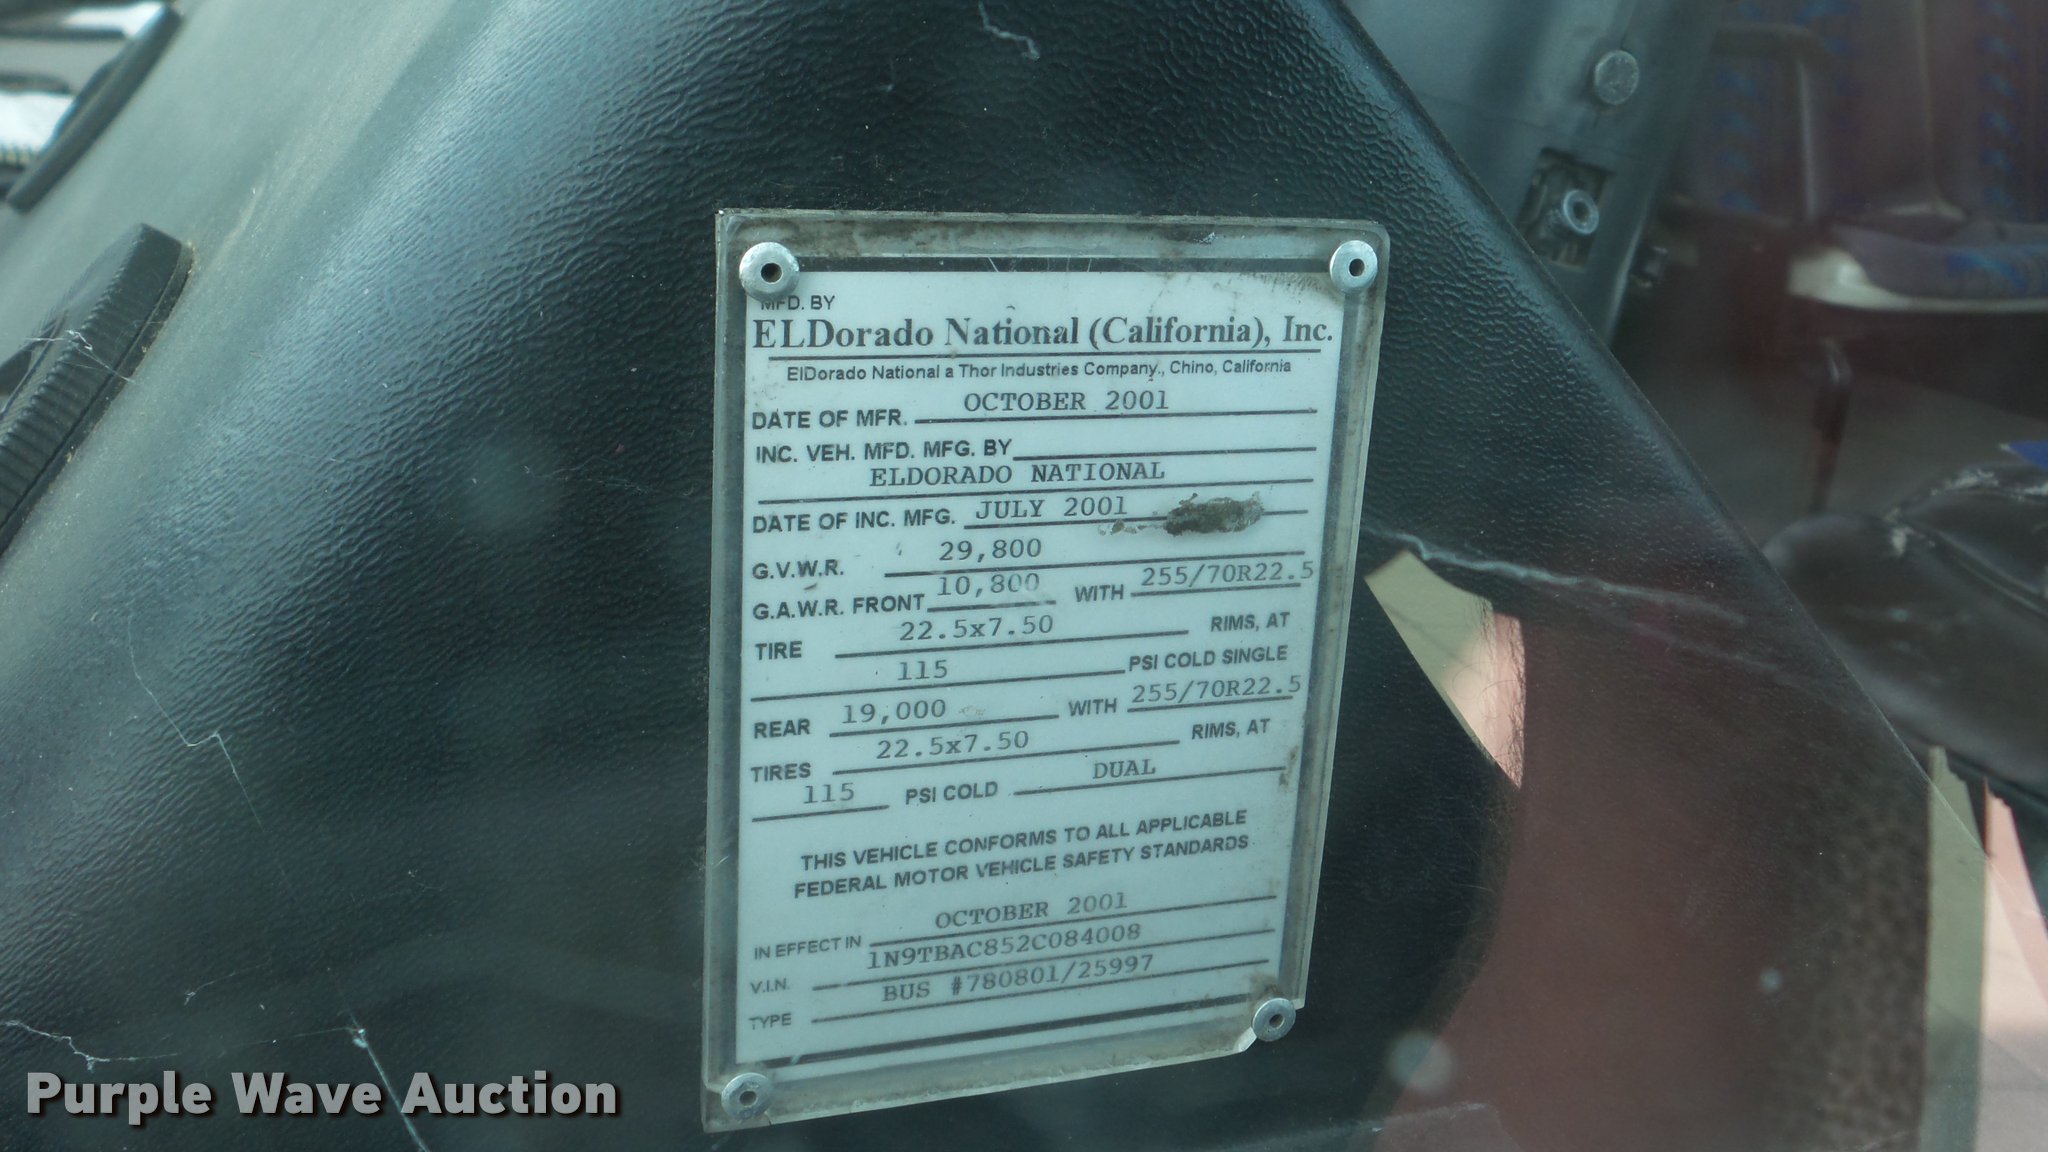 MFD. BY
ELDorado National (California), Inc.
ElDorado National a Thor Industries Company., Chino, California
DATE OF MFR. OCTOBER 2001
INC. VEH. MFD. MFG. BY
ELDORADO NATIONAL
DATE OF INC. MFG. JULY 2001
G.V.W.R. 29,800
G.A.W.R. FRONT 10,800 WITH 255/70R22.5
TIRE 22.5x7.50 RIMS, AT
115 PSI COLD SINGLE
REAR 19,000 WITH 255/70R22.5
TIRES 22.5x7.50 RIMS, AT
115 PSI COLD DUAL
THIS VEHICLE CONFORMS TO ALL APPLICABLE
FEDERAL MOTOR VEHICLE SAFETY STANDARDS
IN EFFECT IN OCTOBER 2001
V.I.N. 1N9TBAC852C084008
TYPE BUS #780801/25997
Purple Wave Auction